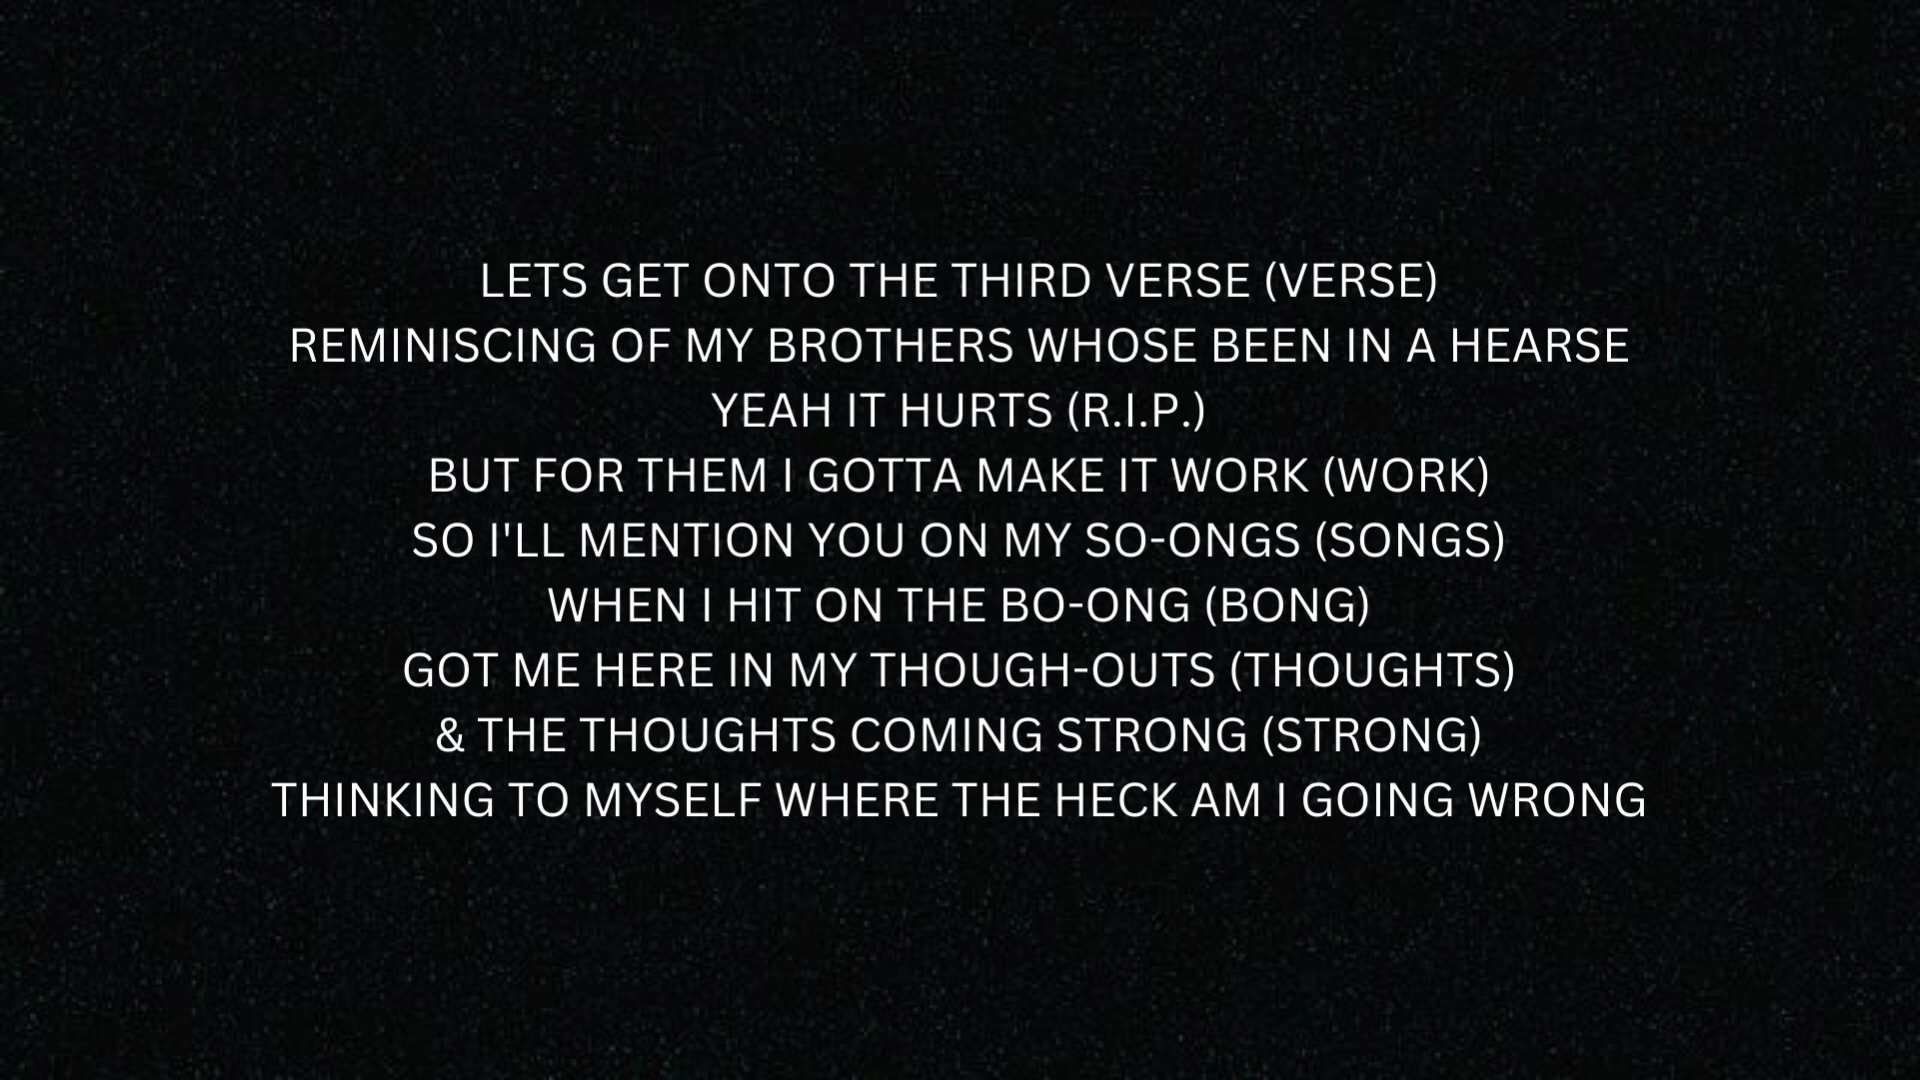 LETS GET ONTO THE THIRD VERSE (VERSE)
REMINISCING OF MY BROTHERS WHOSE BEEN IN A HEARSE
YEAH IT HURTS (R.I.P.)
BUT FOR THEM I GOTTA MAKE IT WORK (WORK)
SO I'LL MENTION YOU ON MY SO-ONGS (SONGS)
WHEN I HIT ON THE BO-ONG (BONG)
GOT ME HERE IN MY THOUGH-OUTS (THOUGHTS)
& THE THOUGHTS COMING STRONG (STRONG)
THINKING TO MYSELF WHERE THE HECK AM I GOING WRONG